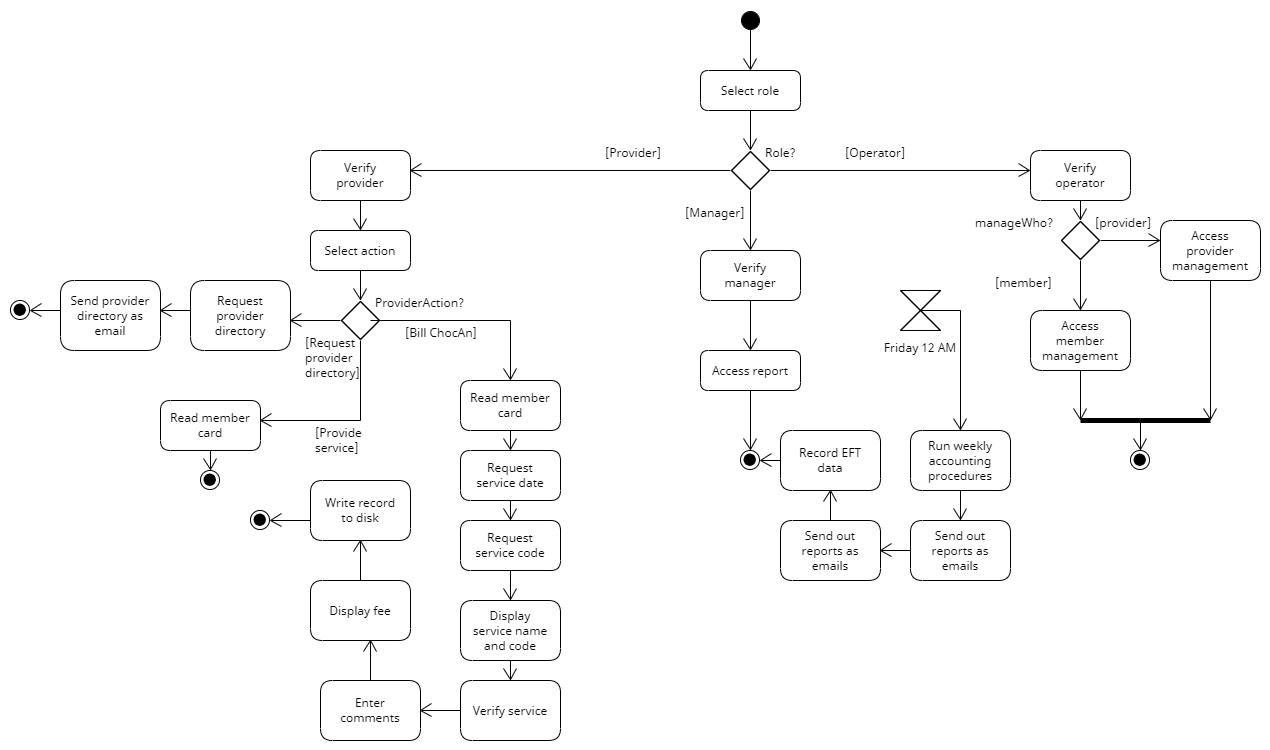 Select role
[Provider]
Role?
[Operator]
Verify
provider
Verify
operator
[Manager]
manageWho?
[provider]
Select action
Access
provider
management
Verify
manager
[member]
Send provider
directory as
email
Request
provider
directory
ProviderAction?
[Bill ChocAn]
[Request
provider
directory]
Friday 12 AM
Access
member
management
Access report
Read member
card
Read member
card
[Provide
service]
Record EFT
data
Run weekly
accounting
procedures
Request
service date
Write record
to disk
Request
service code
Send out
reports as
emails
Send out
reports as
emails
Display fee
Display
service name
and code
Enter
comments
Verify service